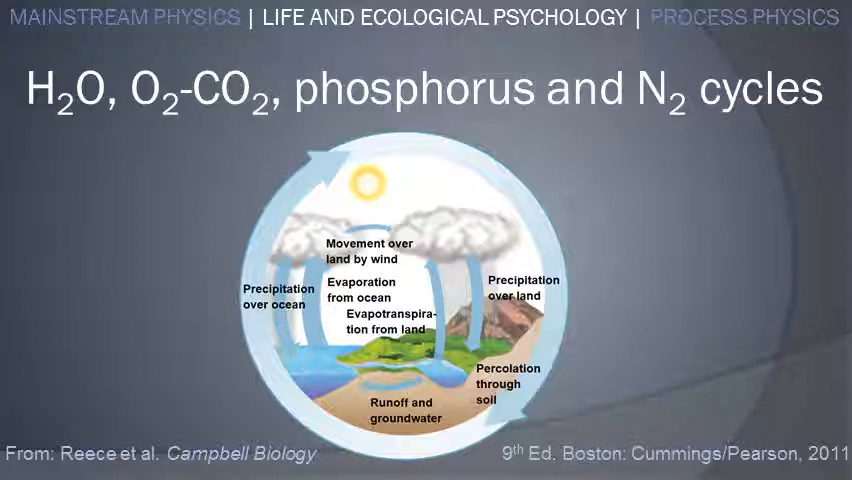 MAINSTREAM PHYSICS | LIFE AND ECOLOGICAL PSYCHOLOGY | PROCESS PHYSICS
H₂O, O₂-CO₂, phosphorus and N₂ cycles
Movement over
land by wind
Precipitation
over ocean
Evaporation
from ocean
Evapotranspira-
tion from land
Precipitation
over land
Percolation
through
soil
Runoff and
groundwater
From: Reece et al. Campbell Biology
9th Ed. Boston: Cummings/Pearson, 2011